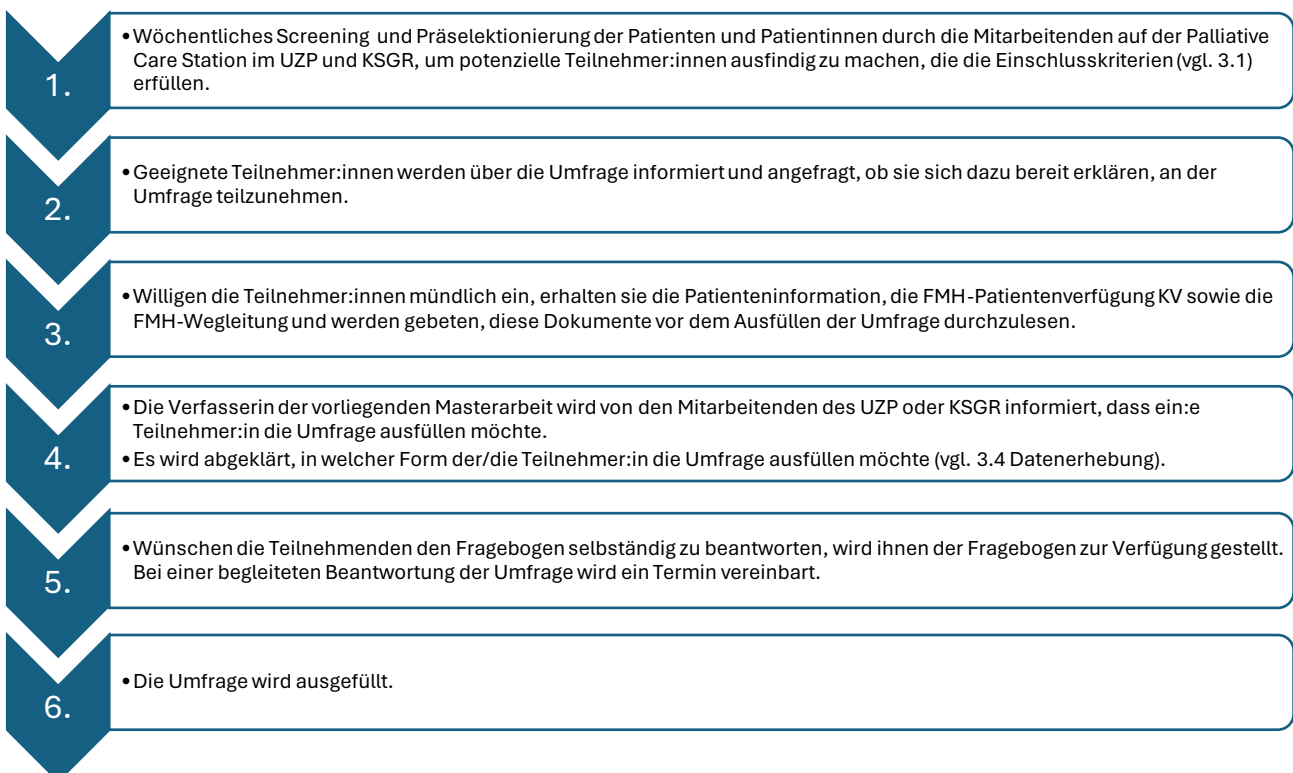 1.
•Wöchentliches Screening und Präselektionierung der Patienten und Patientinnen durch die Mitarbeitenden auf der Palliative
Care Station im UZP und KSGR, um potenzielle Teilnehmer:innen ausfindig zu machen, die die Einschlusskriterien (vgl. 3.1)
erfüllen.
2.
•Geeignete Teilnehmer:innen werden über die Umfrage informiert und angefragt, ob sie sich dazu bereit erklären, an der
Umfrage teilzunehmen.
3.
•Willigen die Teilnehmer:innen mündlich ein, erhalten sie die Patienteninformation, die FMH-Patientenverfügung KV sowie die
FMH-Wegleitung und werden gebeten, diese Dokumente vor dem Ausfüllen der Umfrage durchzulesen.
4.
•Die Verfasserin der vorliegenden Masterarbeit wird von den Mitarbeitenden des UZP oder KSGR informiert, dass ein:e
Teilnehmer:in die Umfrage ausfüllen möchte.
•Es wird abgeklärt, in welcher Form der/die Teilnehmer:in die Umfrage ausfüllen möchte (vgl. 3.4 Datenerhebung).
5.
•Wünschen die Teilnehmenden den Fragebogen selbständig zu beantworten, wird ihnen der Fragebogen zur Verfügung gestellt.
Bei einer begleiteten Beantwortung der Umfrage wird ein Termin vereinbart.
6.
•Die Umfrage wird ausgefüllt.